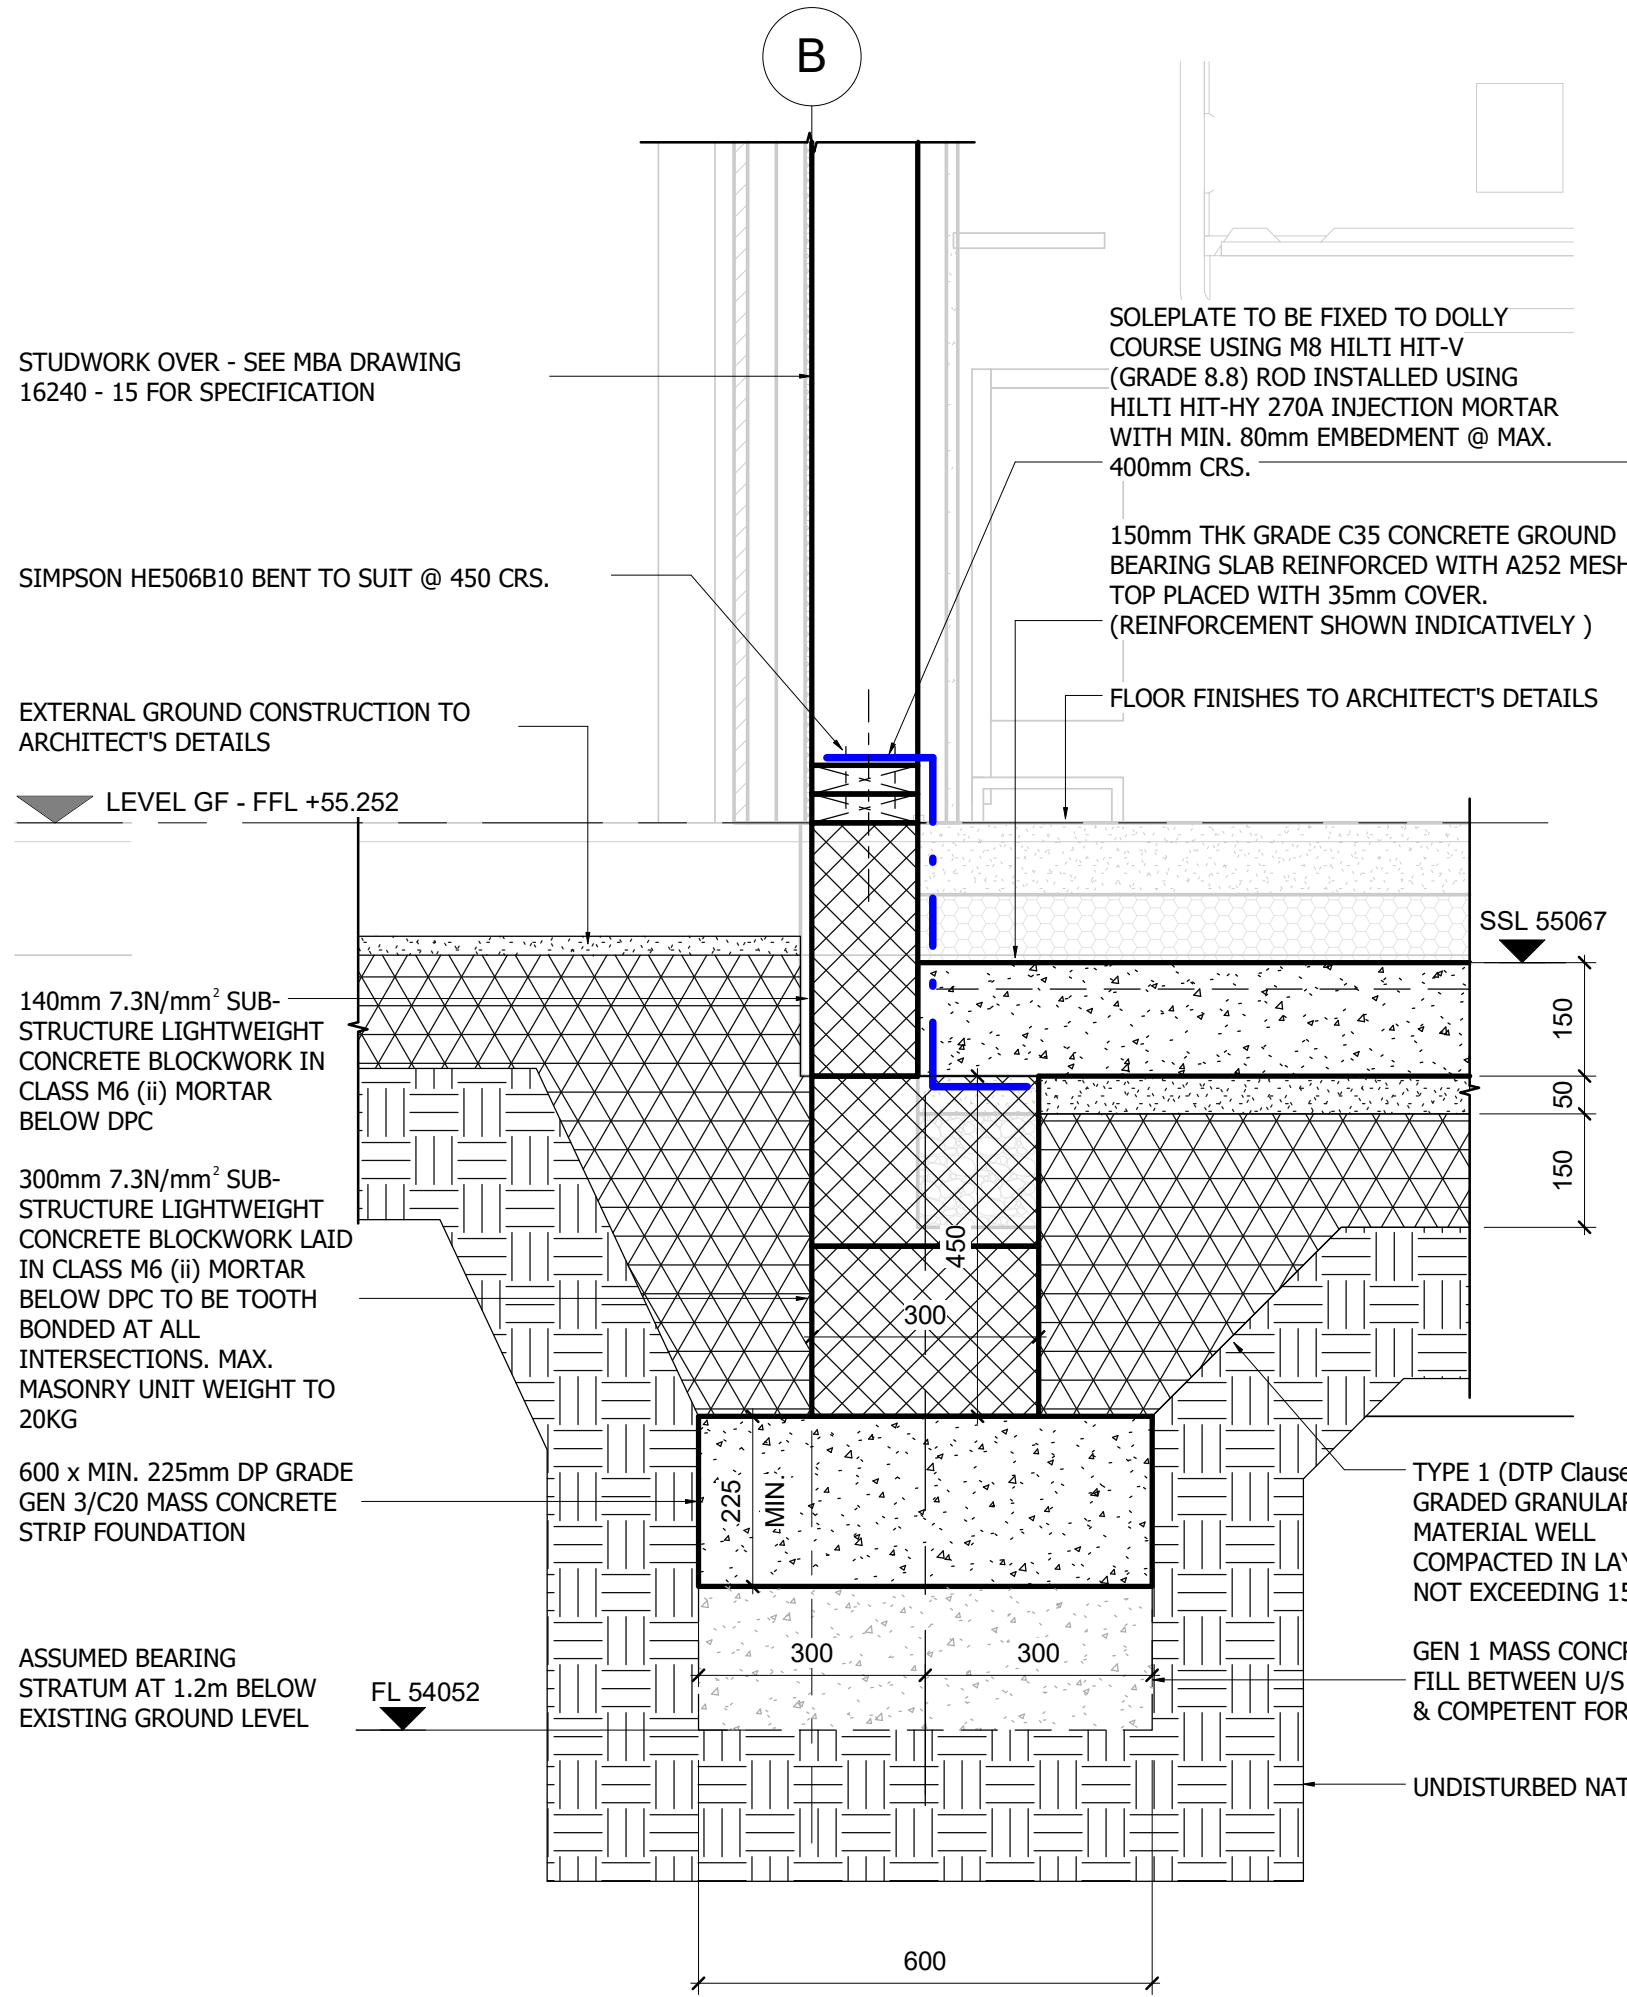 B
STUDWORK OVER - SEE MBA DRAWING
16240 - 15 FOR SPECIFICATION
SIMPSON HE506B10 BENT TO SUIT @ 450 CRS.
EXTERNAL GROUND CONSTRUCTION TO
ARCHITECT'S DETAILS
LEVEL GF - FFL +55.252
140mm 7.3N/mm² SUB-
STRUCTURE LIGHTWEIGHT
CONCRETE BLOCKWORK IN
CLASS M6 (ii) MORTAR
BELOW DPC
300mm 7.3N/mm² SUB-
STRUCTURE LIGHTWEIGHT
CONCRETE BLOCKWORK LAID
IN CLASS M6 (ii) MORTAR
BELOW DPC TO BE TOOTH
BONDED AT ALL
INTERSECTIONS. MAX.
MASONRY UNIT WEIGHT TO
20KG
600 x MIN. 225mm DP GRADE
GEN 3/C20 MASS CONCRETE
STRIP FOUNDATION
ASSUMED BEARING
STRATUM AT 1.2m BELOW
EXISTING GROUND LEVEL
FL 54052
SOLEPLATE TO BE FIXED TO DOLLY
COURSE USING M8 HILTI HIT-V
(GRADE 8.8) ROD INSTALLED USING
HILTI HIT-HY 270A INJECTION MORTAR
WITH MIN. 80mm EMBEDMENT @ MAX.
400mm CRS.
150mm THK GRADE C35 CONCRETE GROUND
BEARING SLAB REINFORCED WITH A252 MESH
TOP PLACED WITH 35mm COVER.
(REINFORCEMENT SHOWN INDICATIVELY )
FLOOR FINISHES TO ARCHITECT'S DETAILS
SSL 55067
150
50
150
450
300
225
MIN.
300
300
600
TYPE 1 (DTP Clause
GRADED GRANULAR
MATERIAL WELL
COMPACTED IN LAY
NOT EXCEEDING 15
GEN 1 MASS CONCR
FILL BETWEEN U/S
& COMPETENT FOR
UNDISTURBED NAT